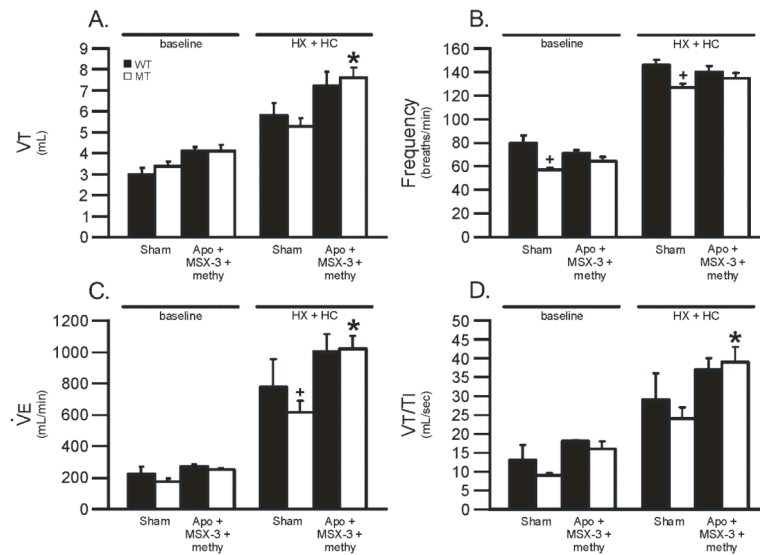 A.
baseline
HX + HC
9
8
7
6
5
4
3
2
1
0
VT
(mL)
WT
MT
*
Sham
Apo +
MSX-3 +
methy
Sham
Apo +
MSX-3 +
methy
B.
baseline
HX + HC
160
140
120
100
80
60
40
20
0
Frequency
(breaths/min)
+
+
Sham
Apo +
MSX-3 +
methy
Sham
Apo +
MSX-3 +
methy
C.
baseline
HX + HC
1200
1000
800
600
400
200
0
V̇E
(mL/min)
+
*
Sham
Apo +
MSX-3 +
methy
Sham
Apo +
MSX-3 +
methy
D.
baseline
HX + HC
50
45
40
35
30
25
20
15
10
5
0
VT/TI
(mL/sec)
*
Sham
Apo +
MSX-3 +
methy
Sham
Apo +
MSX-3 +
methy